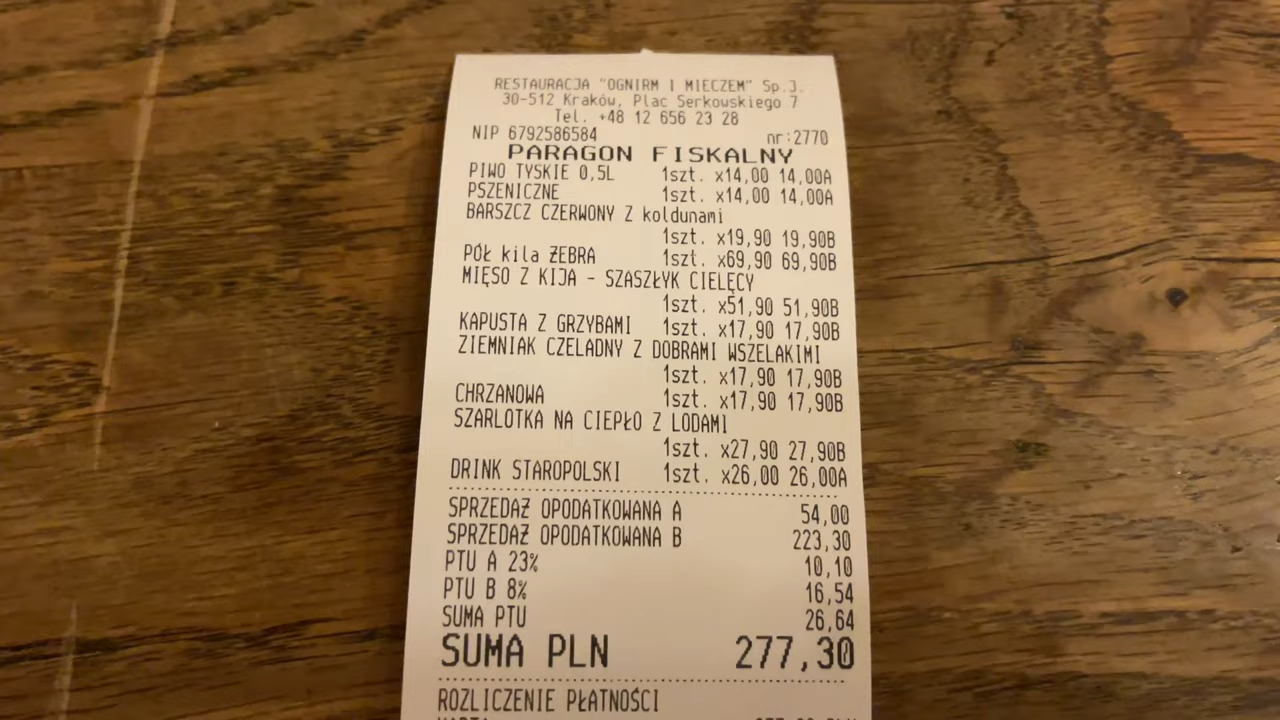 RESTAURACJA "OGNIRM I MIECZEM" Sp.J.
30-512 Kraków, Plac Serkowskiego 7
Tel. +48 12 656 23 28
NIP 6792586584 nr:2770
PARAGON FISKALNY
PIWO TYSKIE 0,5L 1szt. x14,00 14,00A
PSZENICZNE 1szt. x14,00 14,00A
BARSZCZ CZERWONY Z kołdunami
1szt. x19,90 19,90B
PÓŁ kila ŻEBRA 1szt. x69,90 69,90B
MIĘSO Z KIJA - SZASZŁYK CIELĘCY
1szt. x51,90 51,90B
KAPUSTA Z GRZYBAMI 1szt. x17,90 17,90B
ZIEMNIAK CZELADNY Z DOBRAMI WSZELAKIMI
1szt. x17,90 17,90B
CHRZANOWA 1szt. x17,90 17,90B
SZARLOTKA NA CIEPŁO Z LODAMI
1szt. x27,90 27,90B
DRINK STAROPOLSKI 1szt. x26,00 26,00A
SPRZEDAŻ OPODATKOWANA A 54,00
SPRZEDAŻ OPODATKOWANA B 223,30
PTU A 23% 10,10
PTU B 8% 16,54
SUMA PTU 26,64
SUMA PLN 277,30
ROZLICZENIE PŁATNOŚCI